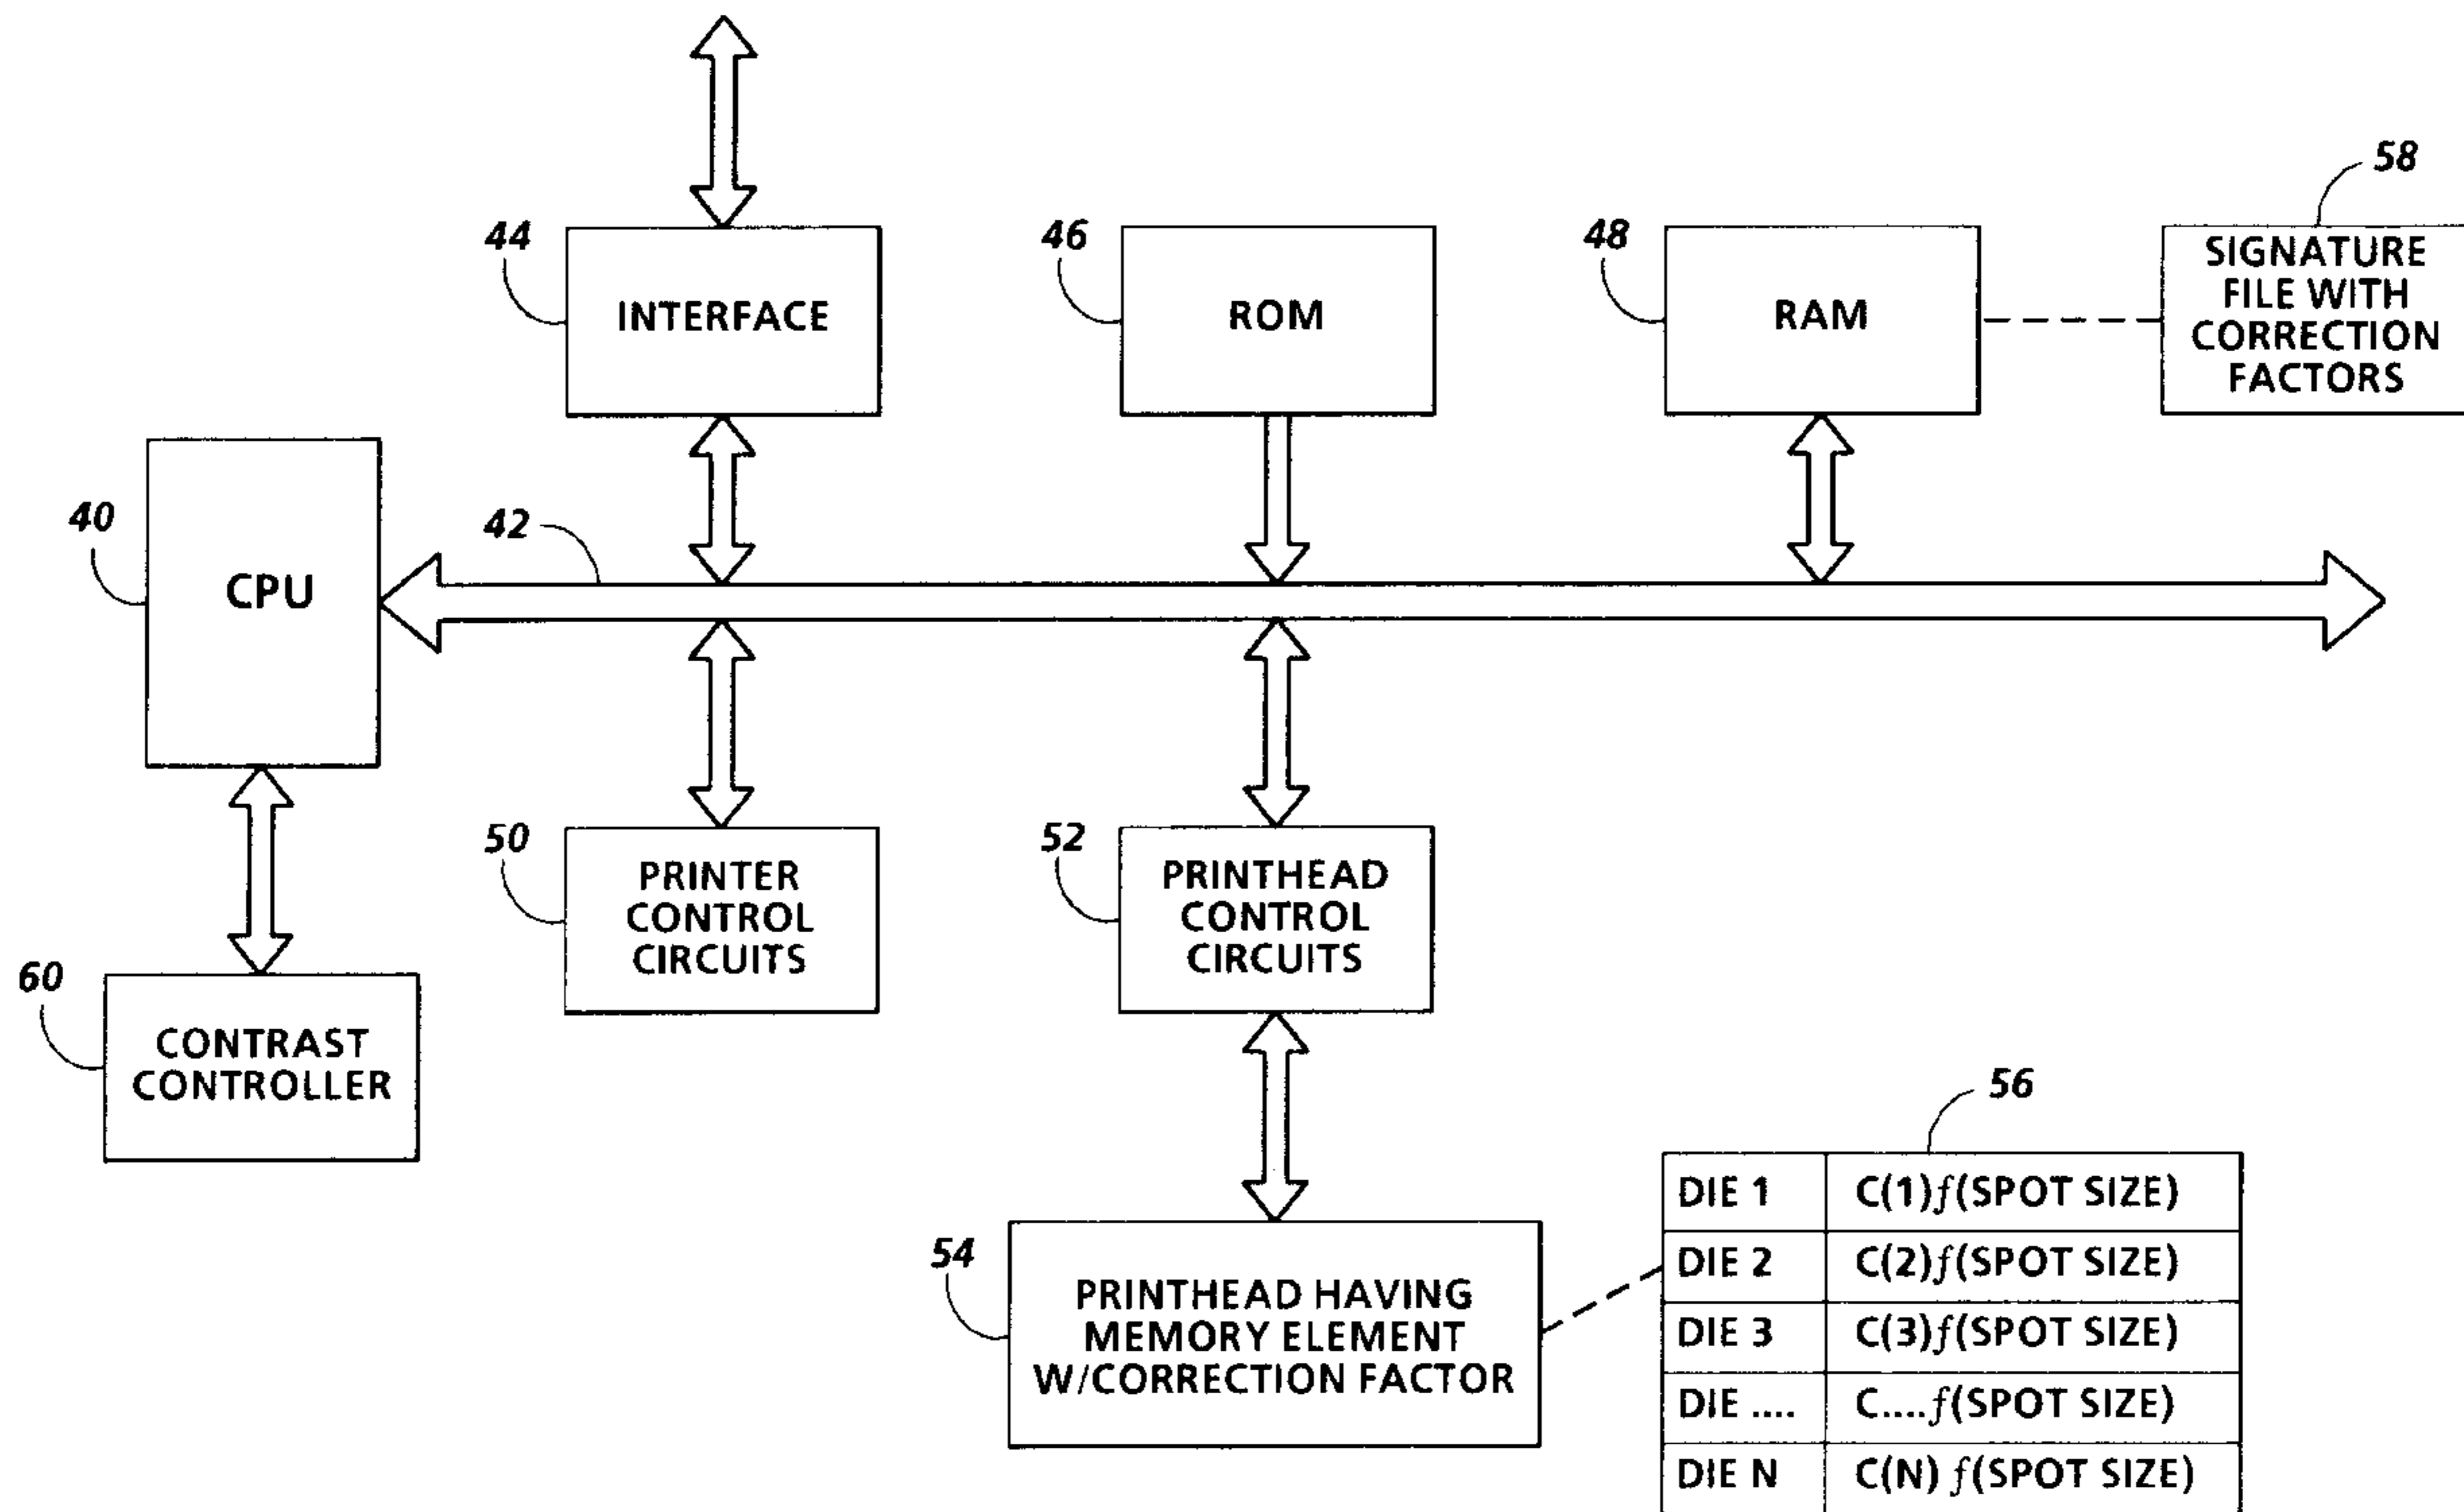 58
44
INTERFACE
46
ROM
48
RAM
SIGNATURE
FILE WITH
CORRECTION
FACTORS
40
CPU
42
50
PRINTER
CONTROL
CIRCUITS
52
PRINTHEAD
CONTROL
CIRCUITS
60
CONTRAST
CONTROLLER
54
PRINTHEAD HAVING
MEMORY ELEMENT
W/CORRECTION FACTOR
56
DIE 1 C(1)ƒ(SPOT SIZE)
DIE 2 C(2)ƒ(SPOT SIZE)
DIE 3 C(3)ƒ(SPOT SIZE)
DIE .... C....ƒ(SPOT SIZE)
DIE N C(N) ƒ(SPOT SIZE)